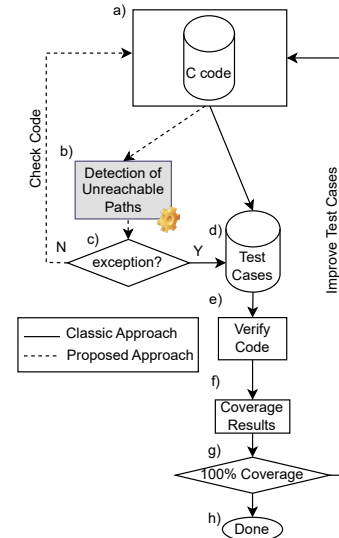 a)
C code
Check Code
b)
Detection of
Unreachable
Paths
c)
N
exception?
Y
d)
Test
Cases
Improve Test Cases
e)
Verify
Code
Classic Approach
Proposed Approach
f)
Coverage
Results
g)
100% Coverage
h)
Done